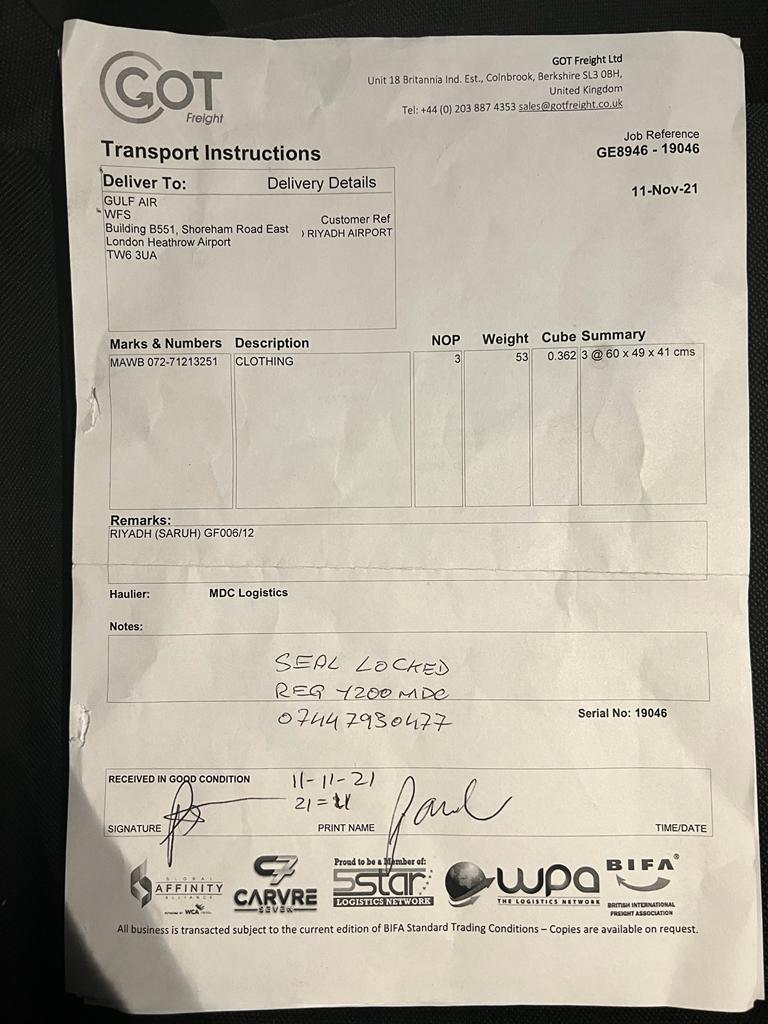 GOT
Freight
GOT Freight Ltd
Unit 18 Britannia Ind. Est., Colnbrook, Berkshire SL3 0BH,
United Kingdom
Tel: +44 (0) 203 887 4353 sales@gotfreight.co.uk
Transport Instructions
Job Reference
GE8946 - 19046
11-Nov-21
Deliver To: Delivery Details
GULF AIR
WFS
Building B551, Shoreham Road East
London Heathrow Airport
TW6 3UA
Customer Ref
) RIYADH AIRPORT
Marks & Numbers Description NOP Weight Cube Summary
MAWB 072-71213251 CLOTHING 3 53 0.362 3 @ 60 x 49 x 41 cms
Remarks:
RIYADH (SARUH) GF006/12
Haulier: MDC Logistics
Notes:
SEAL LOCKED
REG Y200 MDC
07447930477
Serial No: 19046
RECEIVED IN GOOD CONDITION 11-11-21
21=
SIGNATURE PRINT NAME TIME/DATE
GLOBAL
AFFINITY
ALLIANCE
WCA
C7
CARVRE
SEVEN
Proud to be a Member of:
5star
LOGISTICS NETWORK
wpa
THE LOGISTICS NETWORK
BIFA®
BRITISH INTERNATIONAL
FREIGHT ASSOCIATION
All business is transacted subject to the current edition of BIFA Standard Trading Conditions – Copies are available on request.